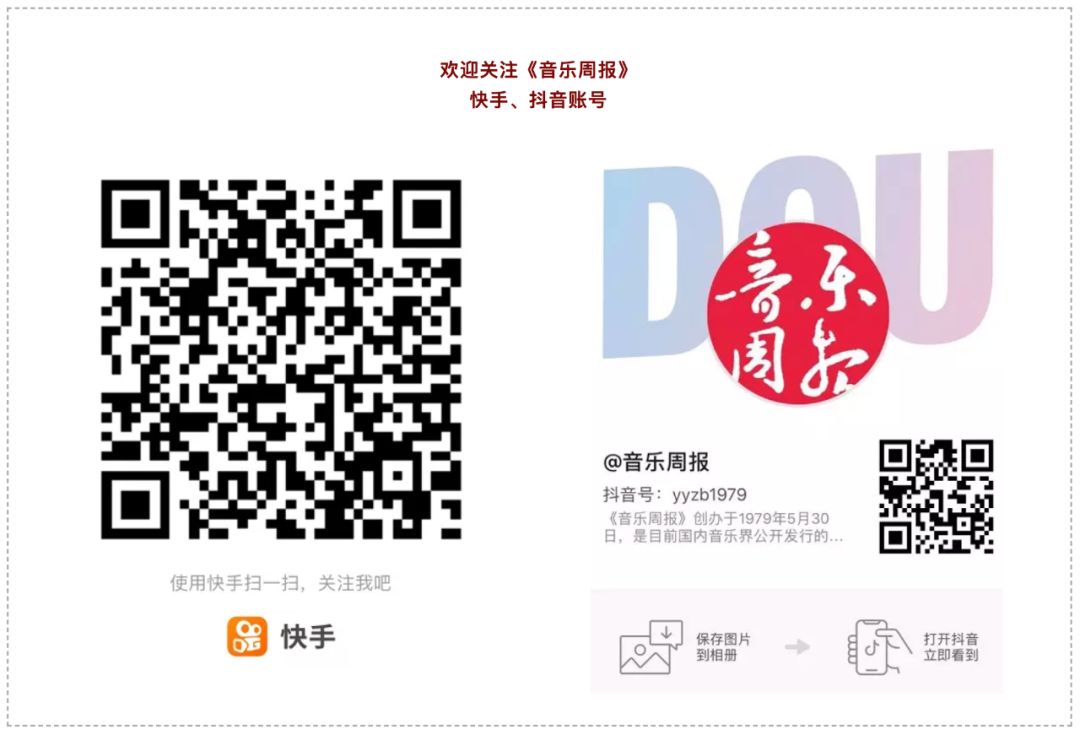 欢迎关注《音乐周报》
快手、抖音账号
使用快手扫一扫，关注我吧
快手
DOU
音乐
周报
@音乐周报
抖音号：yyzb1979
《音乐周报》创办于1979年5月30
日，是目前国内音乐界公开发行的...
保存图片
到相册
打开抖音
立即看到